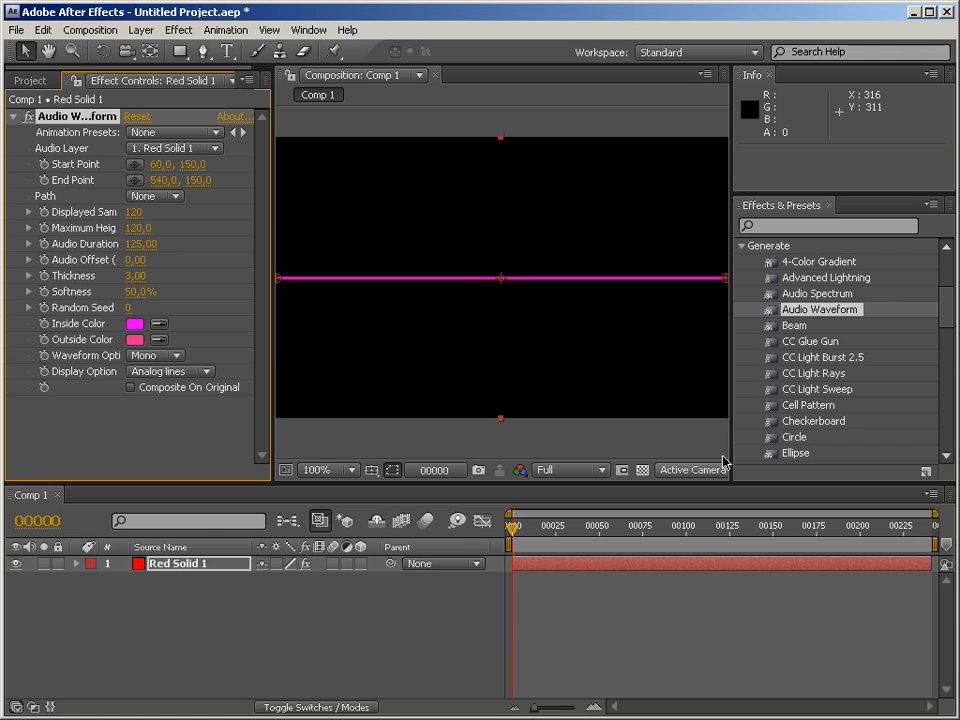 Adobe After Effects - Untitled Project.aep *
File Edit Composition Layer Effect Animation View Window Help
Workspace: Standard Search Help
Project Effect Controls: Red Solid 1
Comp 1 • Red Solid 1
fx Audio W...form Reset About...
Animation Presets: None
Audio Layer 1. Red Solid 1
Start Point 60,0, 150,0
End Point 540,0, 150,0
Path None
Displayed Sam 120
Maximum Heig 120,0
Audio Duration 125,00
Audio Offset ( 0,00
Thickness 3,00
Softness 50,0%
Random Seed 0
Inside Color
Outside Color
Waveform Opti Mono
Display Option Analog lines
Composite On Original
Composition: Comp 1
Comp 1
100% 00000 Full Active Camera
Info
R : X : 316
G : Y : 311
B :
A : 0
Effects & Presets
Generate
4-Color Gradient
Advanced Lightning
Audio Spectrum
Audio Waveform
Beam
CC Glue Gun
CC Light Burst 2.5
CC Light Rays
CC Light Sweep
Cell Pattern
Checkerboard
Circle
Ellipse
Comp 1
00000
00025 00050 00075 00100 00125 00150 00175 00200 00225
# Source Name Parent
1 Red Solid 1 fx None
Toggle Switches / Modes